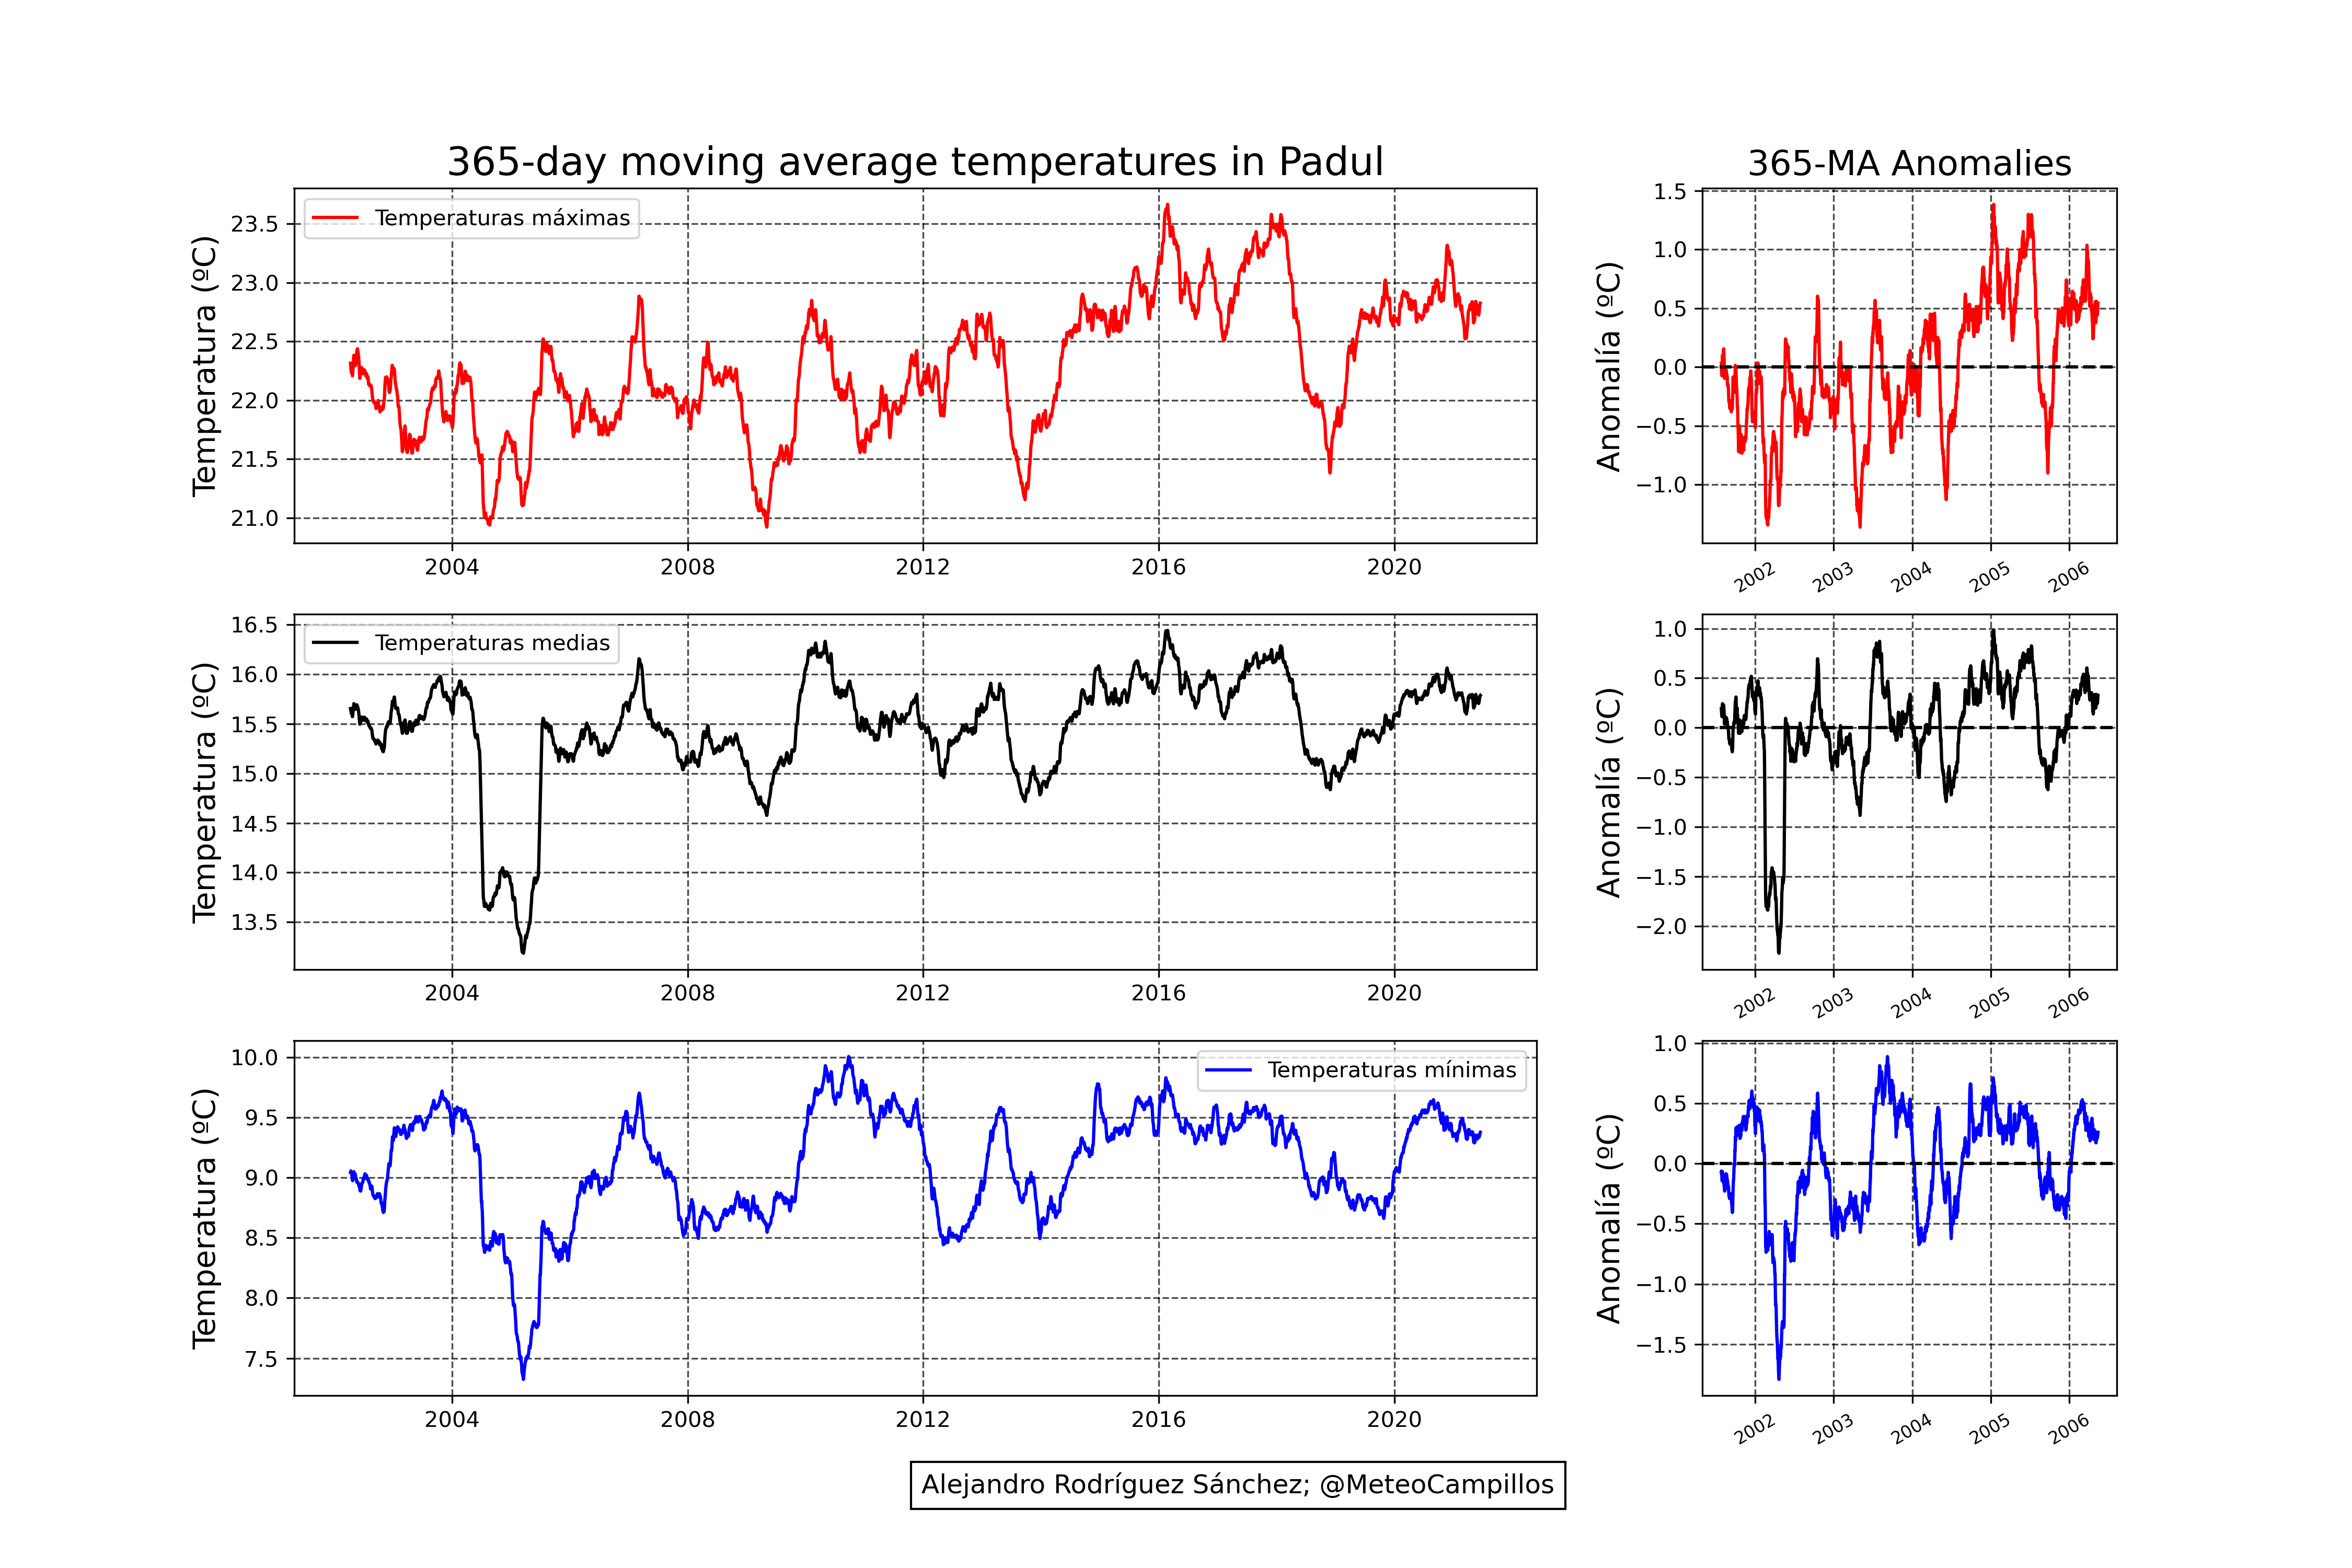 365-day moving average temperatures in Padul
Temperatura (ºC)
23.5
23.0
22.5
22.0
21.5
21.0
Temperaturas máximas
2004 2008 2012 2016 2020
365-MA Anomalies
Anomalía (ºC)
1.5
1.0
0.5
0.0
−0.5
−1.0
2002 2003 2004 2005 2006
Temperatura (ºC)
16.5
16.0
15.5
15.0
14.5
14.0
13.5
Temperaturas medias
2004 2008 2012 2016 2020
Anomalía (ºC)
1.0
0.5
0.0
−0.5
−1.0
−1.5
−2.0
2002 2003 2004 2005 2006
Temperatura (ºC)
10.0
9.5
9.0
8.5
8.0
7.5
Temperaturas mínimas
2004 2008 2012 2016 2020
Anomalía (ºC)
1.0
0.5
0.0
−0.5
−1.0
−1.5
2002 2003 2004 2005 2006
Alejandro Rodríguez Sánchez; @MeteoCampillos